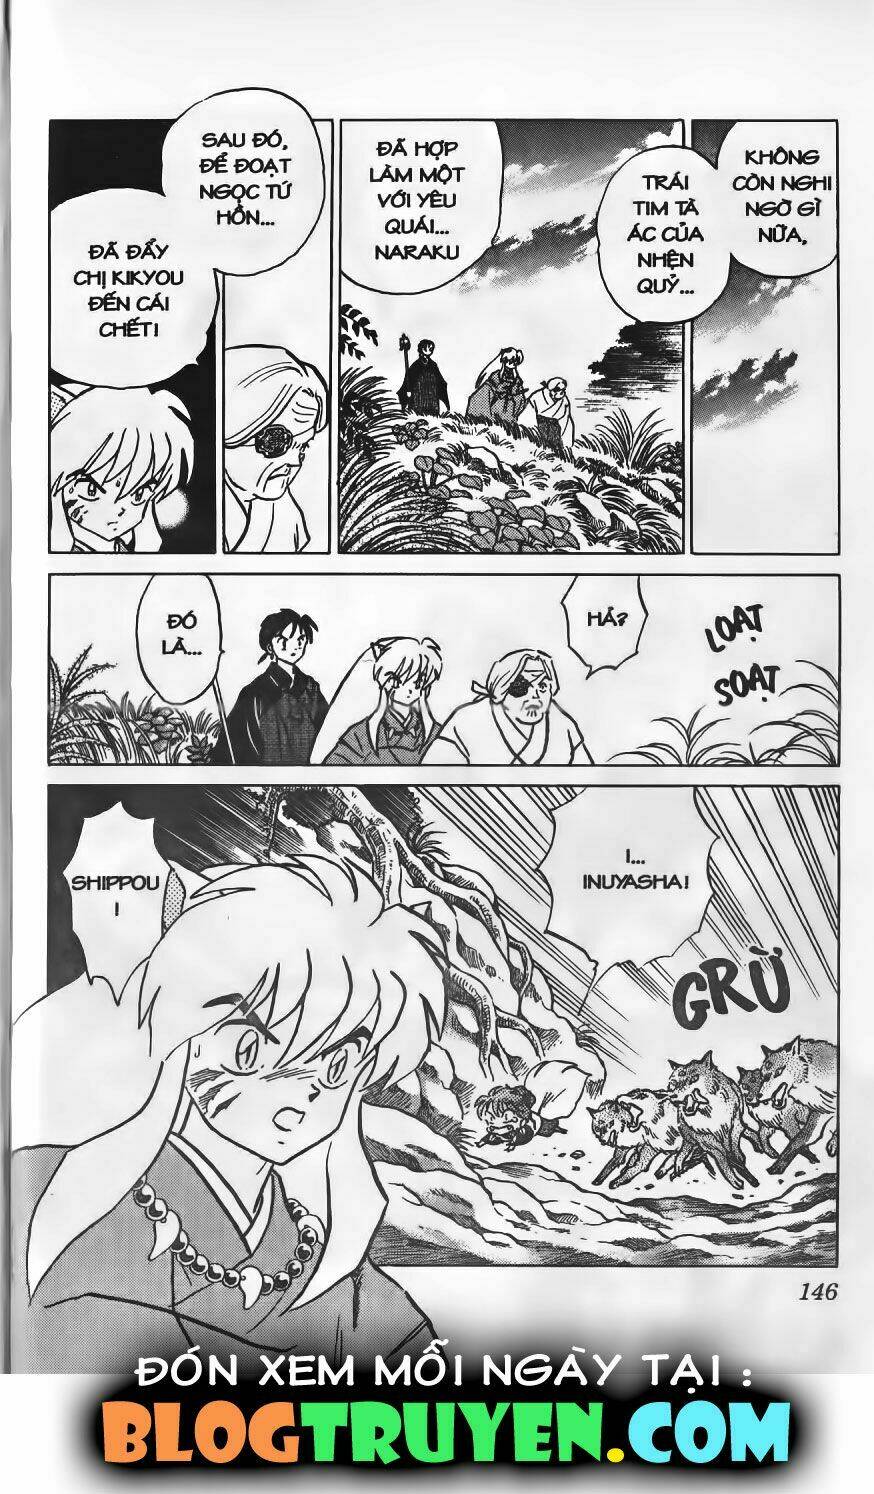 KHÔNG
CÒN NGHI
NGỜ GÌ
NỮA,
TRÁI
TIM TÀ
ÁC CỦA
NHỆN
QUỶ...
ĐÃ HỢP
LÀM MỘT
VỚI YÊU
QUÁI...
NARAKU
SAU ĐÓ,
ĐỂ ĐOẠT
NGỌC TỨ
HỒN...
ĐÃ ĐẨY
CHỊ KIKYOU
ĐẾN CÁI
CHẾT!
LOẠT
SOẠT
HẢ?
ĐÓ
LÀ...
I...
INUYASHA!
GRỪ
SHIPPOU
!
146
ĐÓN XEM MỖI NGÀY TẠI :
BLOGTRUYEN.COM